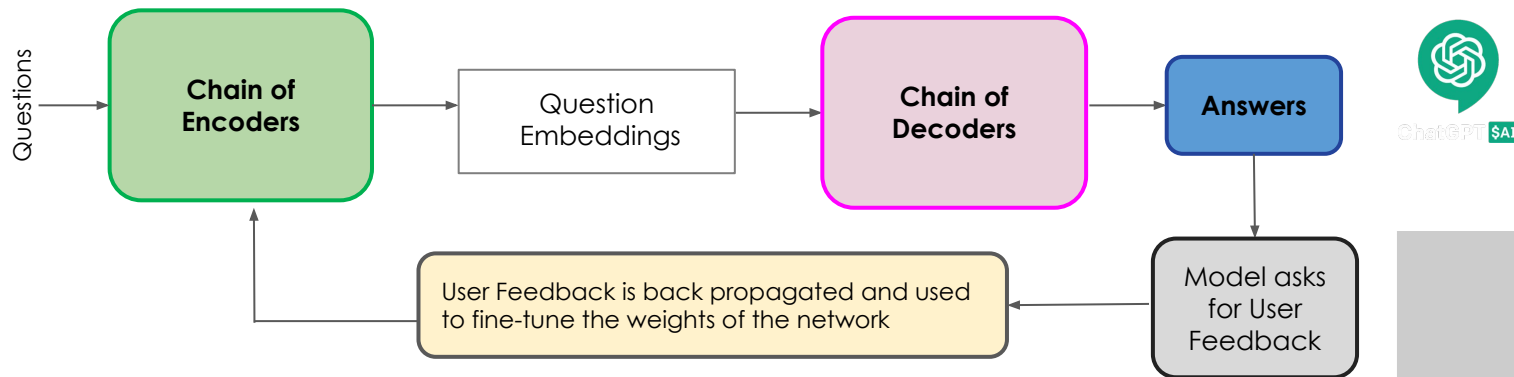 Questions
Chain of
Encoders
Question
Embeddings
Chain of
Decoders
Answers
ChatGPT $AI
User Feedback is back propagated and used
to fine-tune the weights of the network
Model asks
for User
Feedback